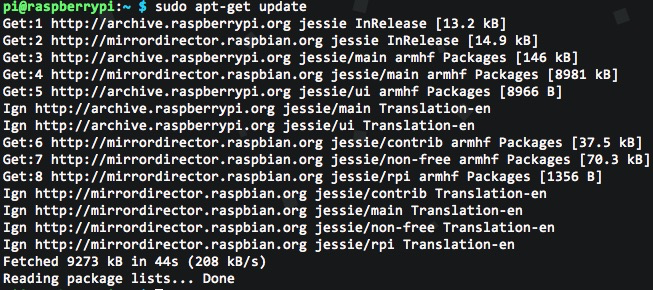 pi@raspberrypi:~ $ sudo apt-get update
Get:1 http://archive.raspberrypi.org jessie InRelease [13.2 kB]
Get:2 http://mirrordirector.raspbian.org jessie InRelease [14.9 kB]
Get:3 http://archive.raspberrypi.org jessie/main armhf Packages [146 kB]
Get:4 http://mirrordirector.raspbian.org jessie/main armhf Packages [8981 kB]
Get:5 http://archive.raspberrypi.org jessie/ui armhf Packages [8966 B]
Ign http://archive.raspberrypi.org jessie/main Translation-en
Ign http://archive.raspberrypi.org jessie/ui Translation-en
Get:6 http://mirrordirector.raspbian.org jessie/contrib armhf Packages [37.5 kB]
Get:7 http://mirrordirector.raspbian.org jessie/non-free armhf Packages [70.3 kB]
Get:8 http://mirrordirector.raspbian.org jessie/rpi armhf Packages [1356 B]
Ign http://mirrordirector.raspbian.org jessie/contrib Translation-en
Ign http://mirrordirector.raspbian.org jessie/main Translation-en
Ign http://mirrordirector.raspbian.org jessie/non-free Translation-en
Ign http://mirrordirector.raspbian.org jessie/rpi Translation-en
Fetched 9273 kB in 44s (208 kB/s)
Reading package lists... Done